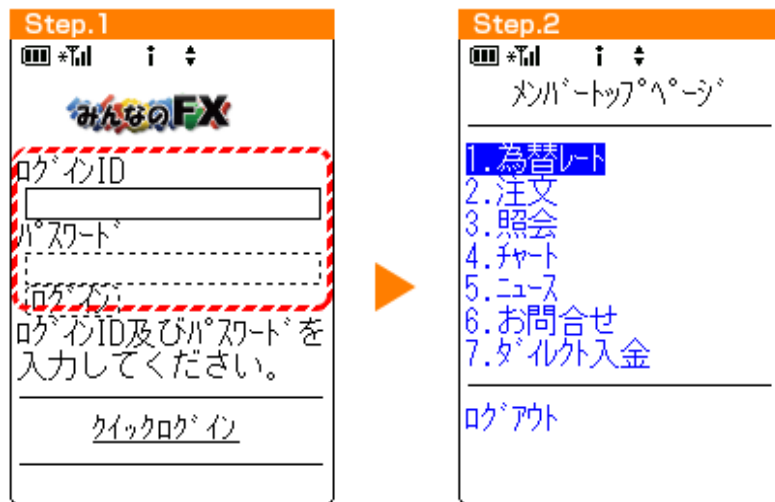 Step.1
みんなのFX
ﾛｸﾞｲﾝID
ﾊﾟｽﾜｰﾄﾞ
ﾛｸﾞｲﾝ
ﾛｸﾞｲﾝID及びﾊﾟｽﾜｰﾄﾞを
入力してください。
ｸｲｯｸﾛｸﾞｲﾝ
Step.2
ﾒﾝﾊﾞｰﾄｯﾌﾟﾍﾟｰｼﾞ
1.為替ﾚｰﾄ
2.注文
3.照会
4.ﾁｬｰﾄ
5.ﾆｭｰｽ
6.お問合せ
7.ﾀﾞｲﾚｸﾄ入金
ﾛｸﾞｱｳﾄ